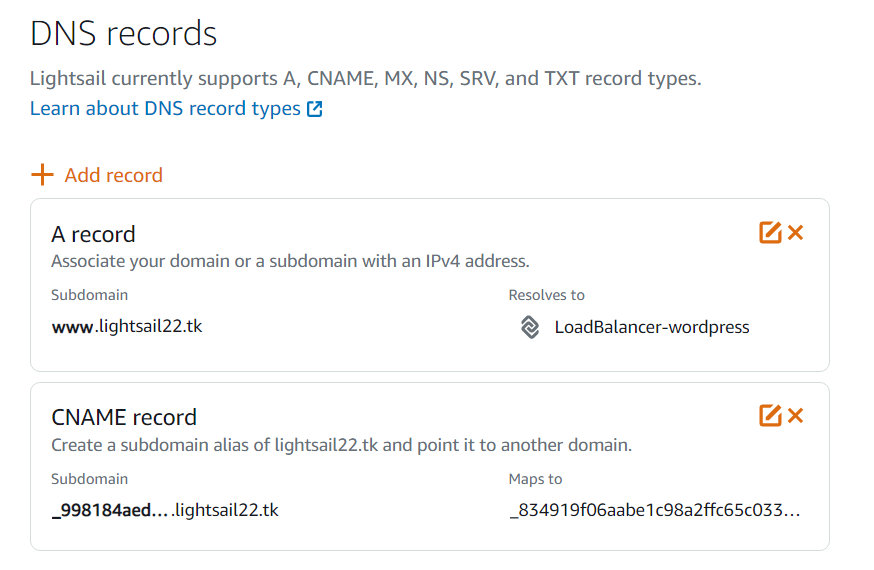 DNS records
Lightsail currently supports A, CNAME, MX, NS, SRV, and TXT record types.
Learn about DNS record types
Add record
A record
Associate your domain or a subdomain with an IPv4 address.
Subdomain
Resolves to
www.lightsail22.tk
LoadBalancer-wordpress
CNAME record
Create a subdomain alias of lightsail22.tk and point it to another domain.
Subdomain
Maps to
_998184aed... .lightsail22.tk
_834919f06aabe1c98a2ffc65c033...